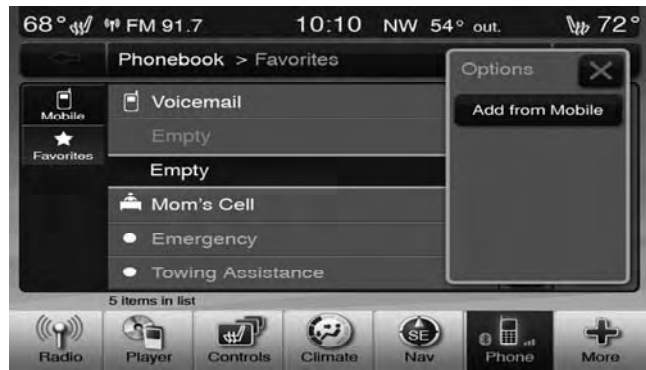 68° FM 91.7 10:10 NW 54° out. 72°
Phonebook > Favorites
Options
Mobile
Voicemail
Add from Mobile
Empty
Favorites
Empty
Mom's Cell
Emergency
Towing Assistance
5 items in list
SE
Radio Player Controls Climate Nav Phone More